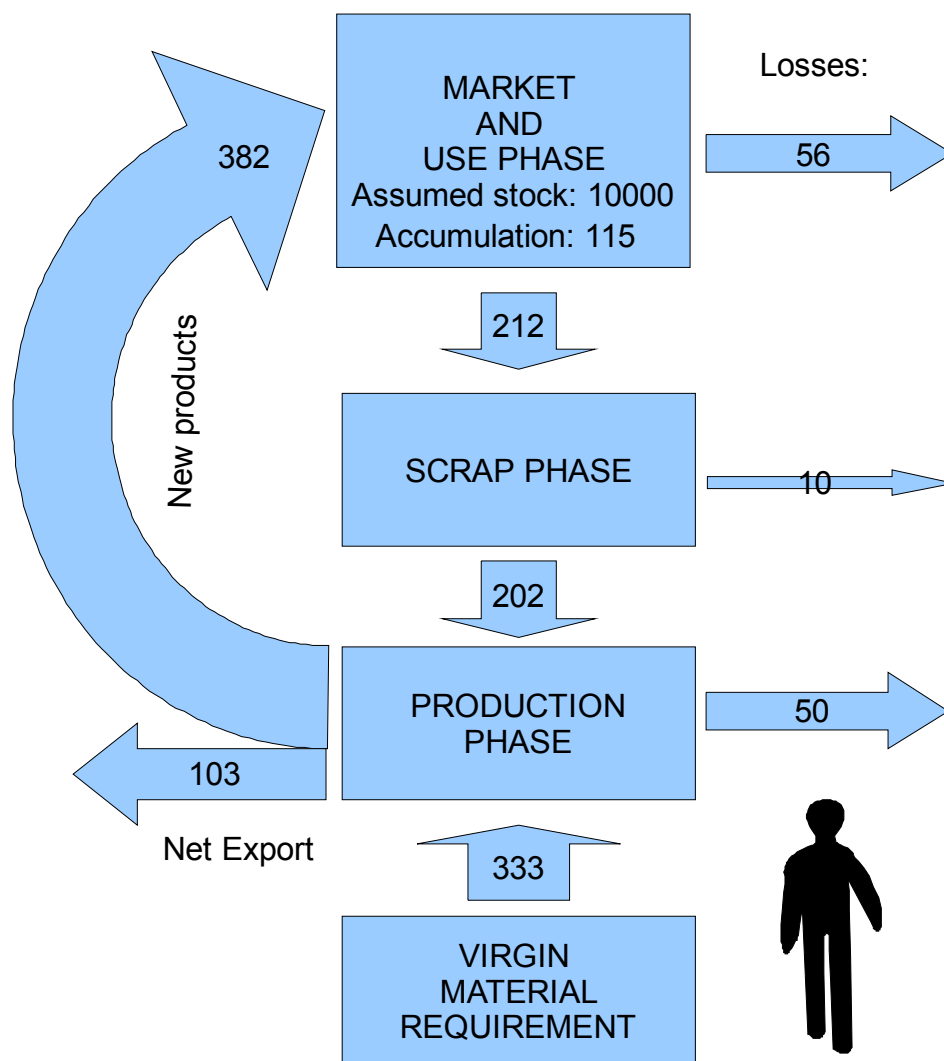 Losses:
MARKET
AND
USE PHASE
Assumed stock: 10000
Accumulation: 115
382
56
212
New products
SCRAP PHASE
10
202
PRODUCTION
PHASE
50
103
Net Export
333
VIRGIN
MATERIAL
REQUIREMENT